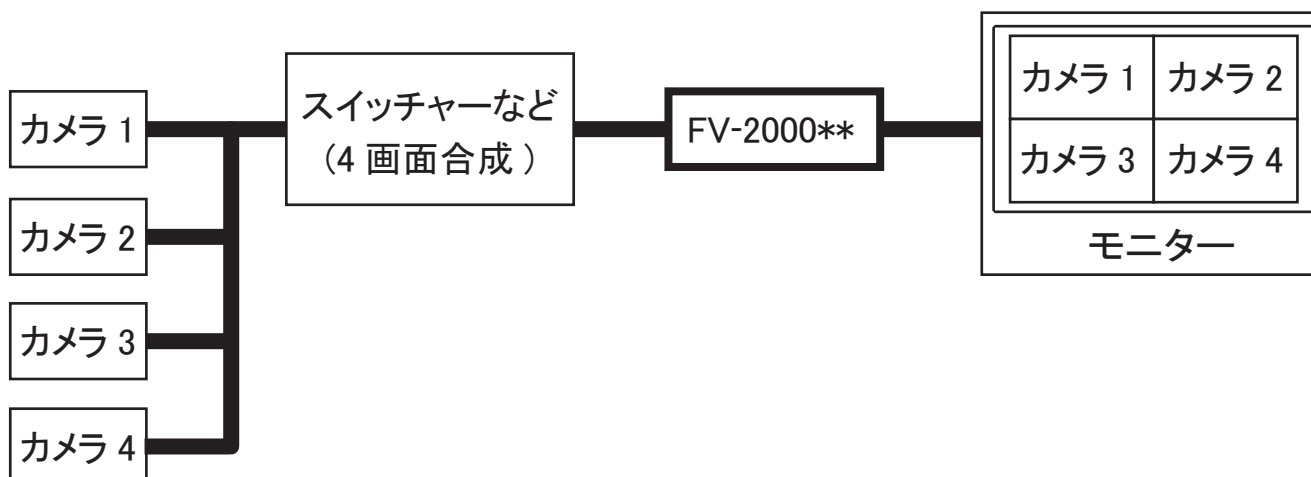 カメラ 1
カメラ 2
カメラ 3
カメラ 4
スイッチャーなど
(4 画面合成 )
FV-2000**
カメラ 1
カメラ 2
カメラ 3
カメラ 4
モニター